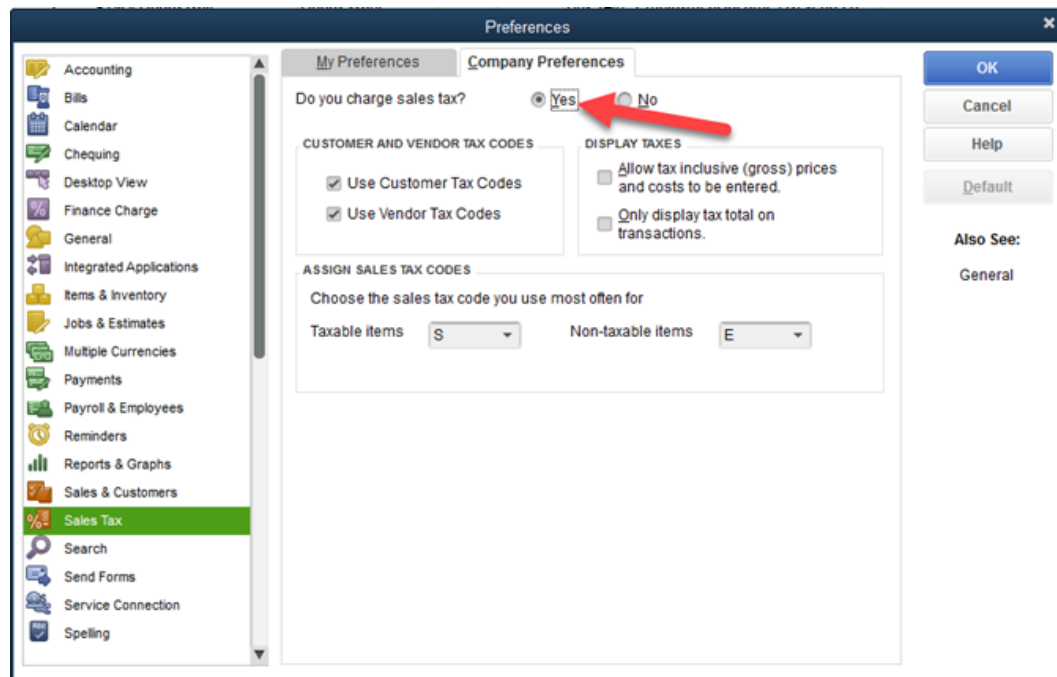 Preferences
Accounting
Bills
Calendar
Chequing
Desktop View
Finance Charge
General
Integrated Applications
Items & Inventory
Jobs & Estimates
Multiple Currencies
Payments
Payroll & Employees
Reminders
Reports & Graphs
Sales & Customers
Sales Tax
Search
Send Forms
Service Connection
Spelling
My Preferences
Company Preferences
Do you charge sales tax? Yes No
CUSTOMER AND VENDOR TAX CODES
Use Customer Tax Codes
Use Vendor Tax Codes
DISPLAY TAXES
Allow tax inclusive (gross) prices
and costs to be entered.
Only display tax total on
transactions.
ASSIGN SALES TAX CODES
Choose the sales tax code you use most often for
Taxable items S Non-taxable items E
OK
Cancel
Help
Default
Also See:
General